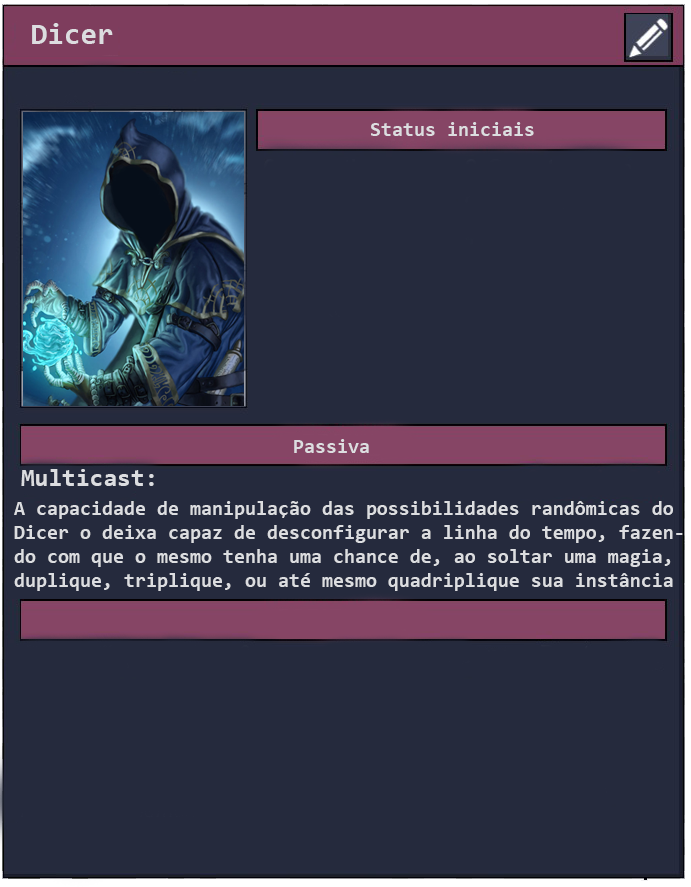 Dicer
Status iniciais
Passiva
Multicast:
A capacidade de manipulação das possibilidades randômicas do
Dicer o deixa capaz de desconfigurar a linha do tempo, fazen-
do com que o mesmo tenha uma chance de, ao soltar uma magia,
duplique, triplique, ou até mesmo quadriplique sua instância